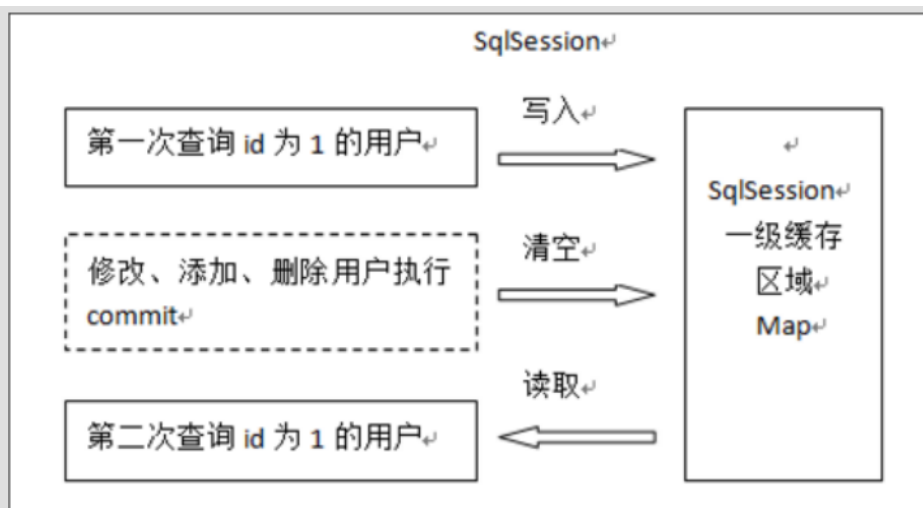 SqlSession↵
写入↵
第一次查询 id 为 1 的用户↵
清空↵
修改、添加、删除用户执行
commit↵
读取↵
第二次查询 id 为 1 的用户↵
↵
SqlSession↵
一级缓存
区域↵
Map↵